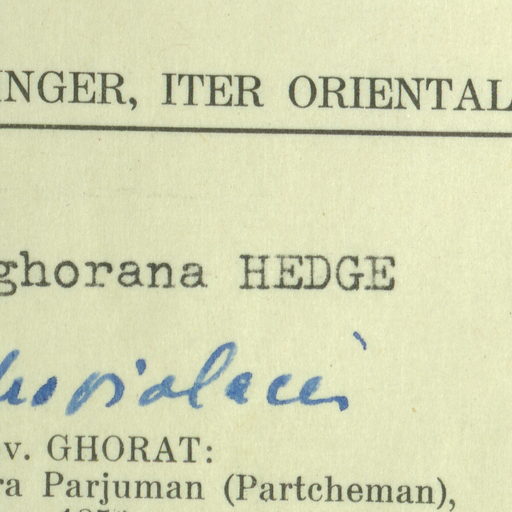 INGER, ITER ORIENTAL
ghorana HEDGE
v. GHORAT:
ra Parjuman (Partcheman),